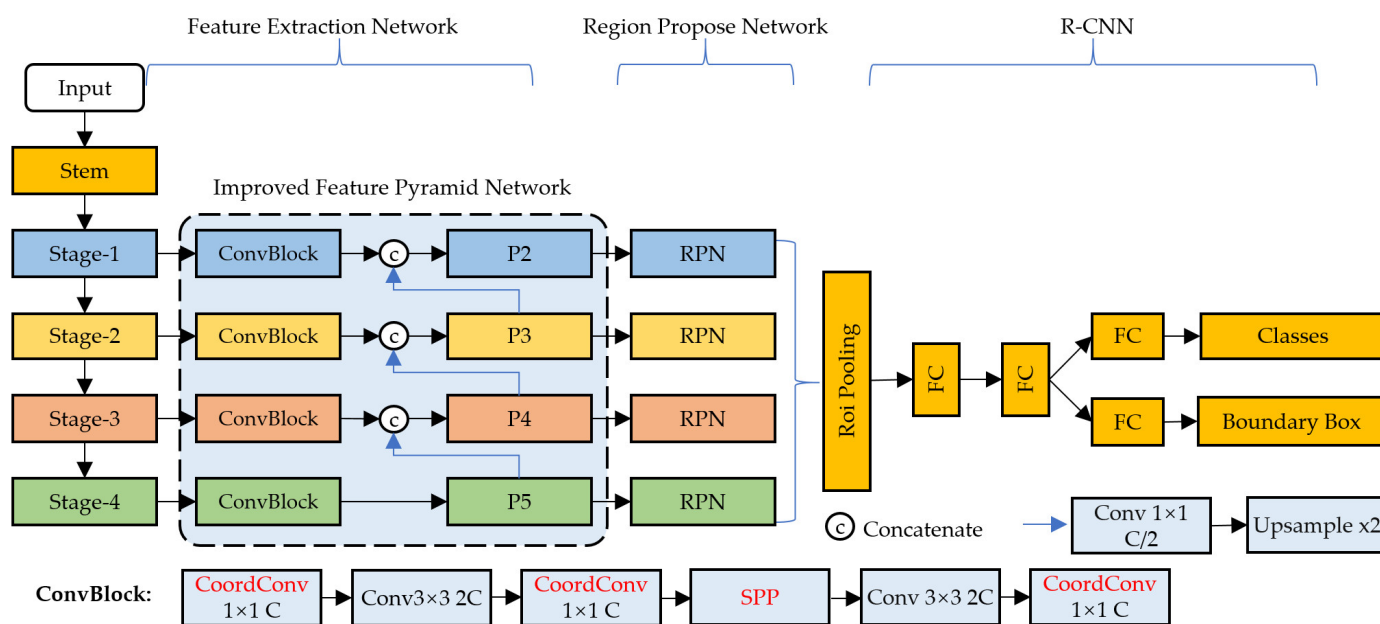 Feature Extraction Network
Region Propose Network
R-CNN
Input
Stem
Improved Feature Pyramid Network
Stage-1
ConvBlock
c
P2
RPN
Stage-2
ConvBlock
c
P3
RPN
Stage-3
ConvBlock
c
P4
RPN
Stage-4
ConvBlock
P5
RPN
Roi Pooling
FC
FC
FC
Classes
FC
Boundary Box
c Concatenate
Conv 1×1
C/2
Upsample x2
ConvBlock:
CoordConv
1×1 C
Conv3×3 2C
CoordConv
1×1 C
SPP
Conv 3×3 2C
CoordConv
1×1 C